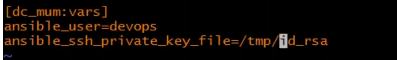 [dc_mum:vars]
ansible_user=devops
ansible_ssh_private_key_file=/tmp/id_rsa
~